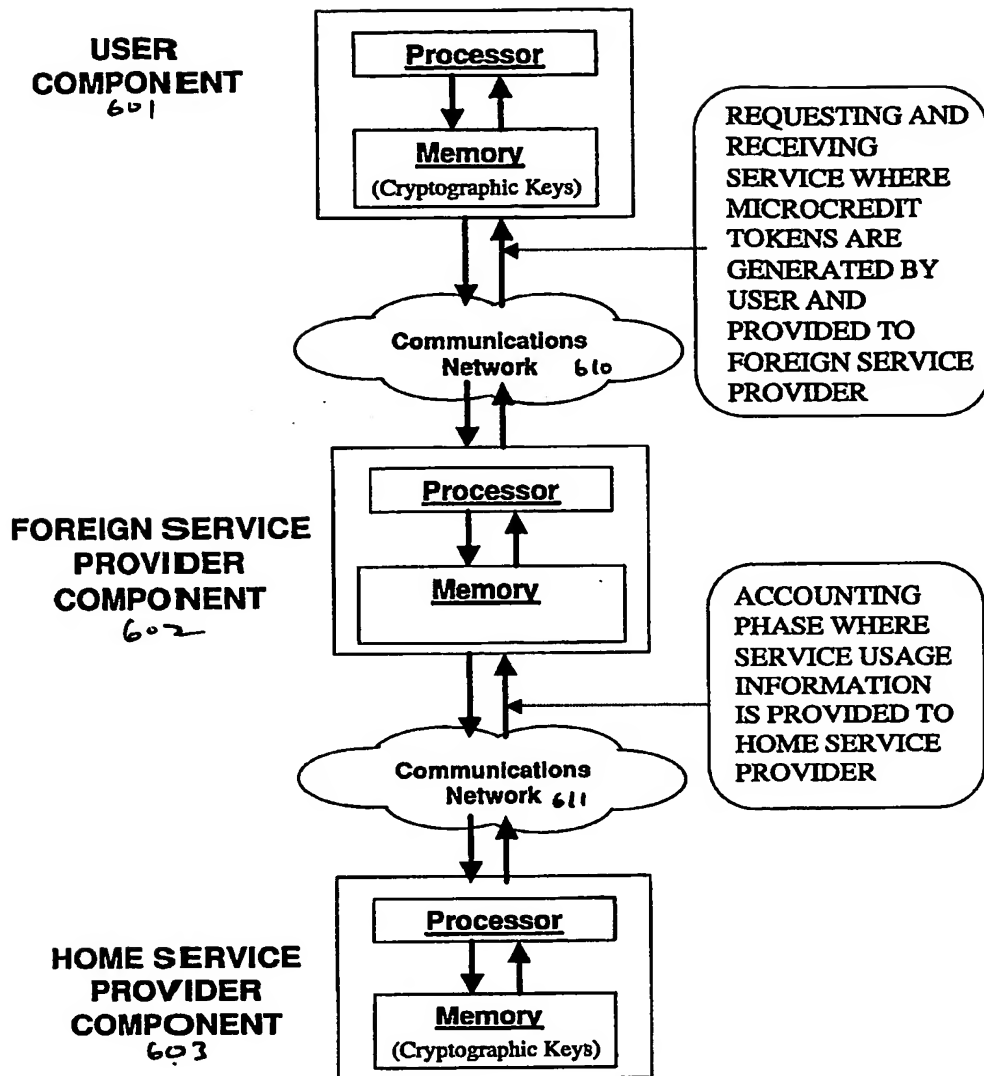 USER
COMPONENT
601
Processor
Memory
(Cryptographic Keys)
REQUESTING AND
RECEIVING
SERVICE WHERE
MICROCREDIT
TOKENS ARE
GENERATED BY
USER AND
PROVIDED TO
FOREIGN SERVICE
PROVIDER
Communications
Network 610
FOREIGN SERVICE
PROVIDER
COMPONENT
602
Processor
Memory
ACCOUNTING
PHASE WHERE
SERVICE USAGE
INFORMATION
IS PROVIDED TO
HOME SERVICE
PROVIDER
Communications
Network 611
HOME SERVICE
PROVIDER
COMPONENT
603
Processor
Memory
(Cryptographic Keys)